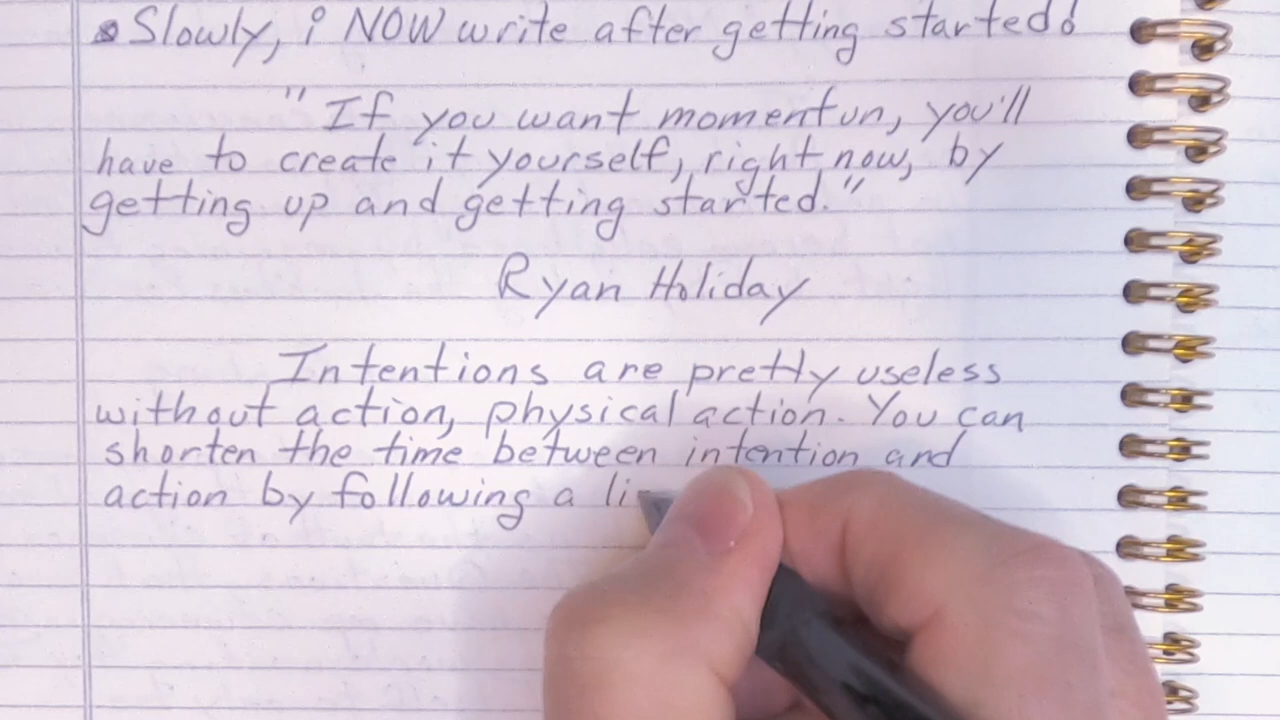 Slowly, i NOW write after getting started!
"If you want momentun, you'll
have to create it yourself, right now, by
getting up and getting started."
Ryan Holiday
Intentions are pretty useless
without action, physical action. You can
shorten the time between intention and
action by following a li